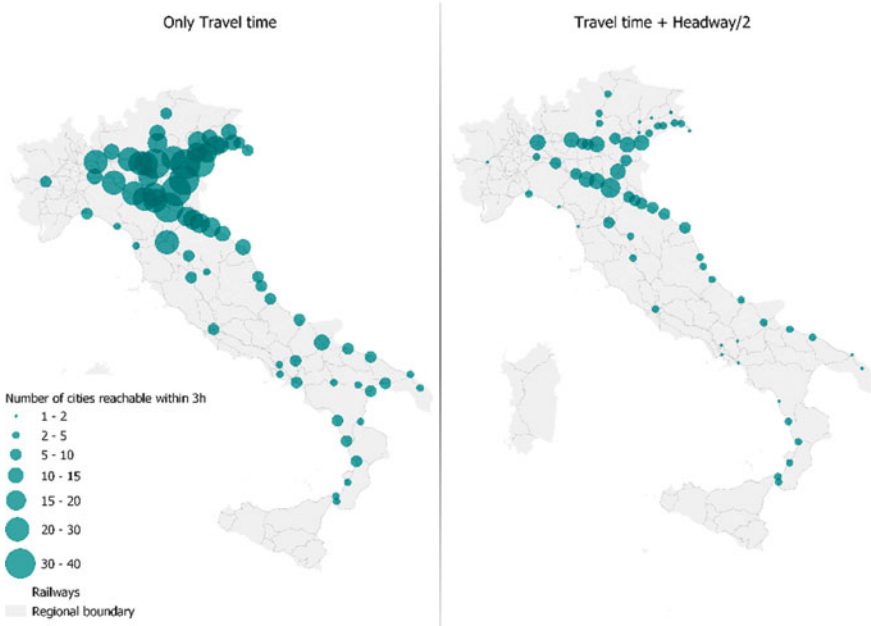 Only Travel time
Travel time + Headway/2
Number of cities reachable within 3h
1 - 2
2 - 5
5 - 10
10 - 15
15 - 20
20 - 30
30 - 40
Railways
Regional boundary